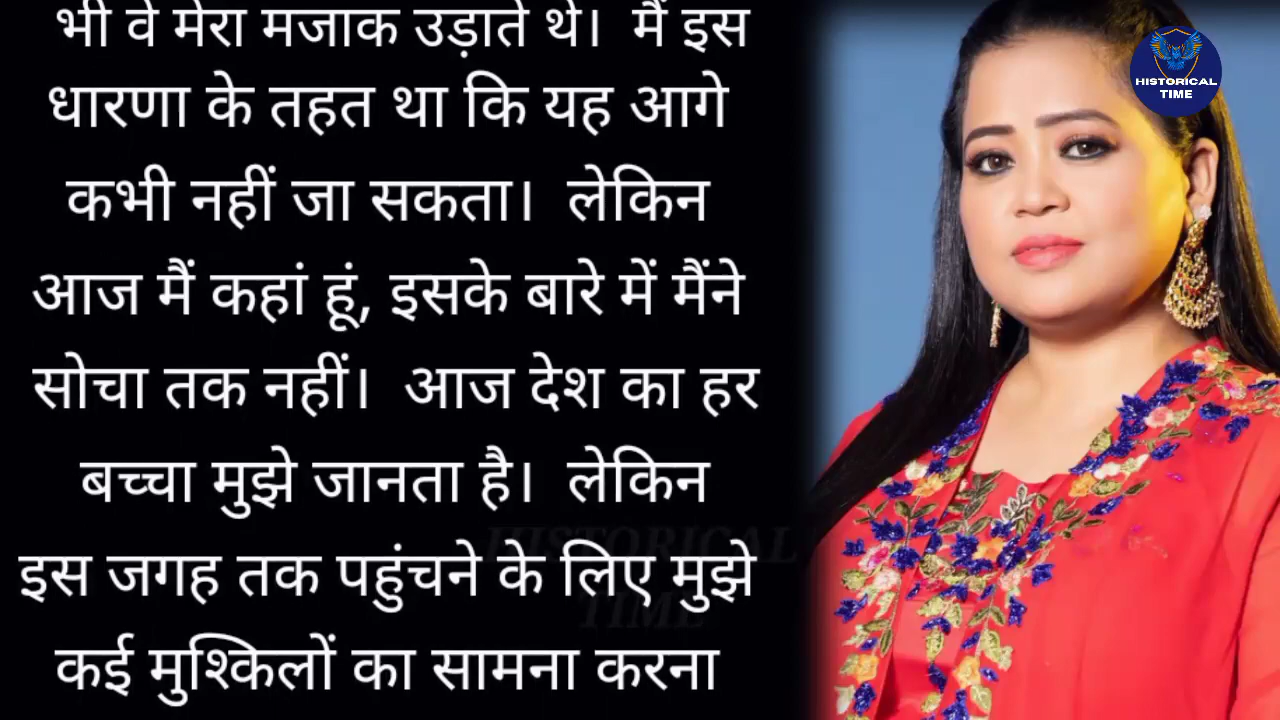 भी वे मेरा मजाक उड़ाते थे। मैं इस
धारणा के तहत था कि यह आगे
कभी नहीं जा सकता। लेकिन
आज मैं कहां हूं, इसके बारे में मैंने
सोचा तक नहीं। आज देश का हर
बच्चा मुझे जानता है। लेकिन
इस जगह तक पहुंचने के लिए मुझे
कई मुश्किलों का सामना करना
HISTORICAL
TIME
HISTORICAL
TIME